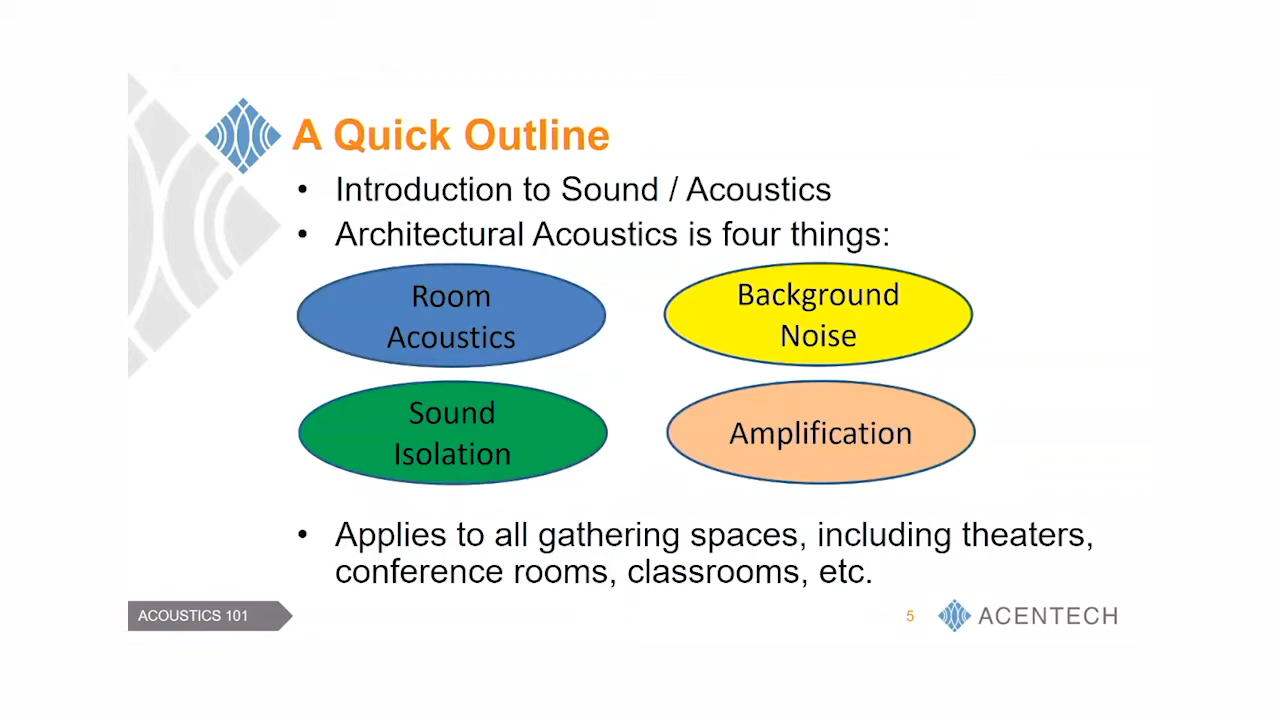 A Quick Outline
• Introduction to Sound / Acoustics
• Architectural Acoustics is four things:
Room
Acoustics
Background
Noise
Sound
Isolation
Amplification
• Applies to all gathering spaces, including theaters,
conference rooms, classrooms, etc.
ACOUSTICS 101
5
ACENTECH